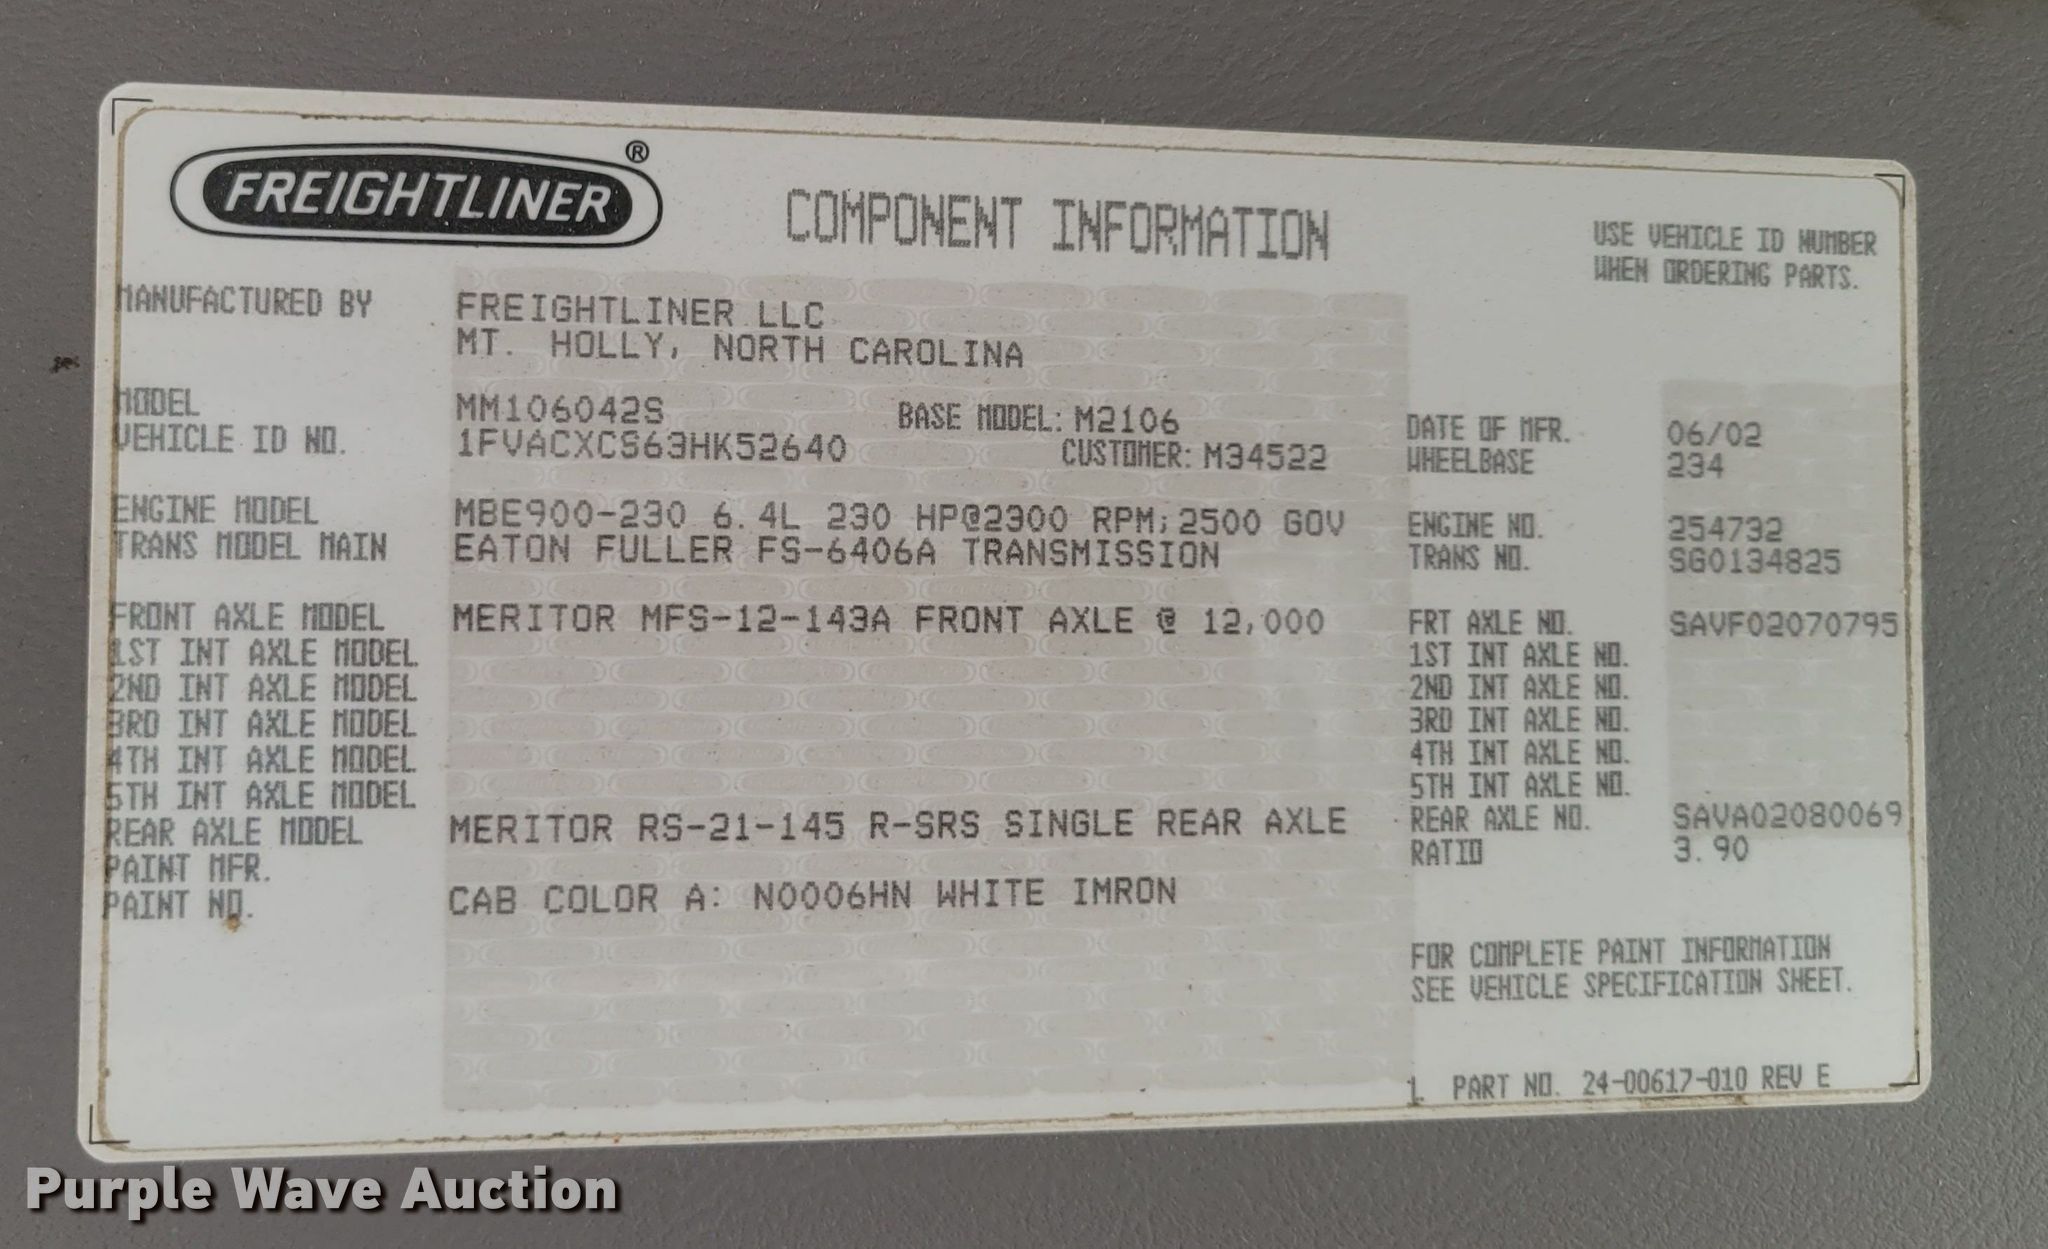 FREIGHTLINER ®
COMPONENT INFORMATION
USE VEHICLE ID NUMBER
WHEN ORDERING PARTS.
MANUFACTURED BY FREIGHTLINER LLC
MT. HOLLY, NORTH CAROLINA
MODEL MM106042S BASE MODEL: M2106 DATE OF MFR. 06/02
VEHICLE ID NO. 1FVACXCS63HK52640 CUSTOMER: M34522 WHEELBASE 234
ENGINE MODEL MBE900-230 6.4L 230 HP@2300 RPM;2500 GOV ENGINE NO. 254732
TRANS MODEL MAIN EATON FULLER FS-6406A TRANSMISSION TRANS NO. SG0134825
FRONT AXLE MODEL MERITOR MFS-12-143A FRONT AXLE @ 12,000 FRT AXLE NO. SAVF02070795
1ST INT AXLE MODEL 1ST INT AXLE NO.
2ND INT AXLE MODEL 2ND INT AXLE NO.
3RD INT AXLE MODEL 3RD INT AXLE NO.
4TH INT AXLE MODEL 4TH INT AXLE NO.
5TH INT AXLE MODEL 5TH INT AXLE NO.
REAR AXLE MODEL MERITOR RS-21-145 R-SRS SINGLE REAR AXLE REAR AXLE NO. SAVA02080069
PAINT MFR. RATIO 3.90
PAINT NO. CAB COLOR A: N0006HN WHITE IMRON
FOR COMPLETE PAINT INFORMATION
SEE VEHICLE SPECIFICATION SHEET.
1 PART NO. 24-00617-010 REV E
Purple Wave Auction